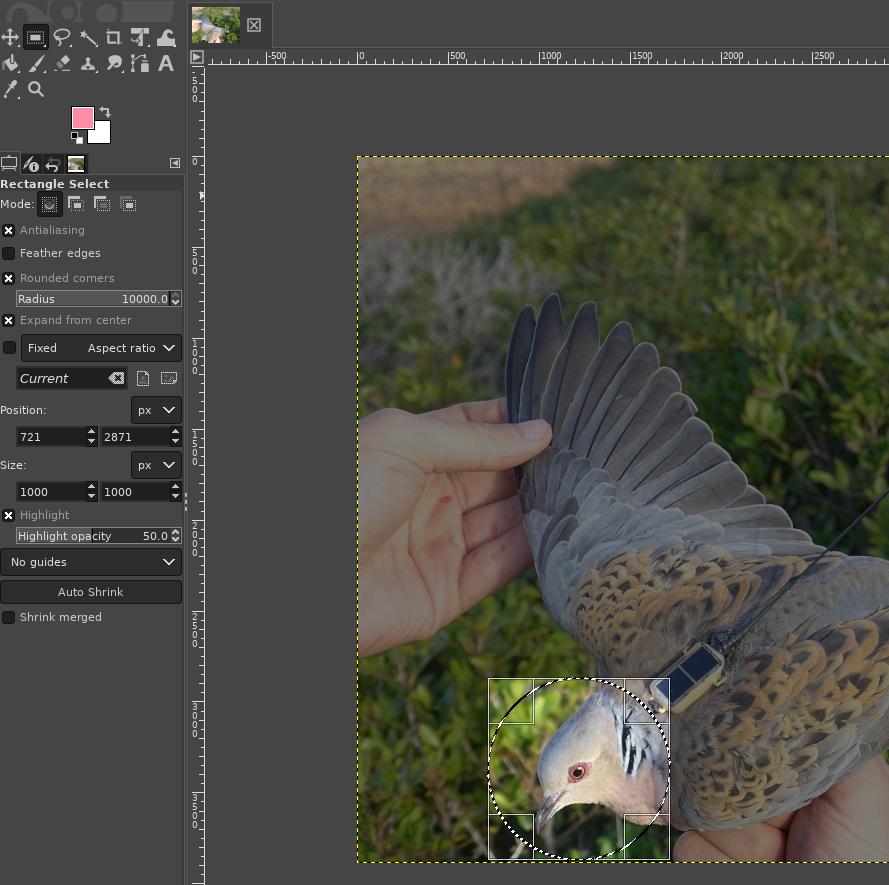 -500
0
500
1000
1500
2000
2500
-500
0
500
1000
1500
2000
2500
3000
3500
Rectangle Select
Mode:
Antialiasing
Feather edges
Rounded corners
Radius 10000.0
Expand from center
Fixed Aspect ratio
Current
Position: px
721 2871
Size: px
1000 1000
Highlight
Highlight opacity 50.0
No guides
Auto Shrink
Shrink merged